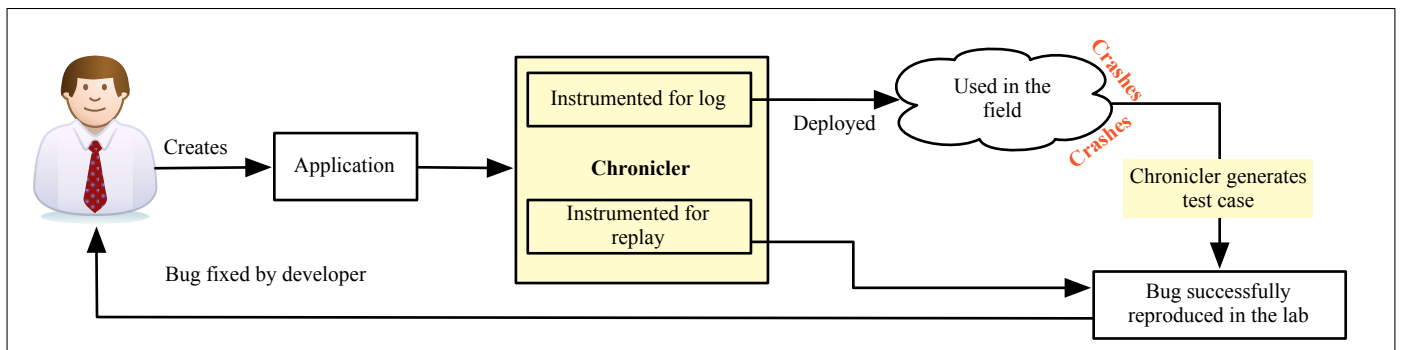 Creates
Application
Instrumented for log
Chronicler
Instrumented for
replay
Deployed
Used in the
field
Crashes
Crashes
Chronicler generates
test case
Bug successfully
reproduced in the lab
Bug fixed by developer